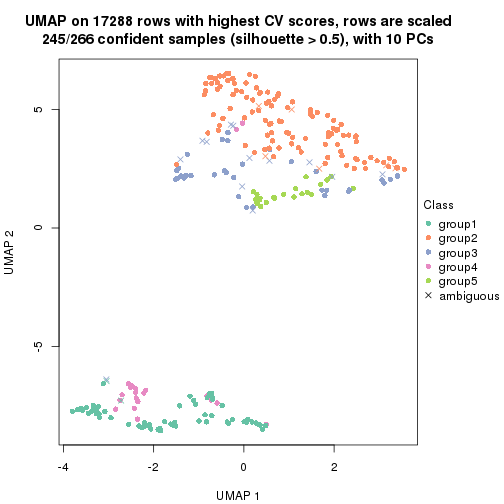 UMAP on 17288 rows with highest CV scores, rows are scaled
245/266 confident samples (silhouette > 0.5), with 10 PCs
5
0
-5
UMAP 2
-4
-2
0
2
UMAP 1
Class
group1
group2
group3
group4
group5
ambiguous